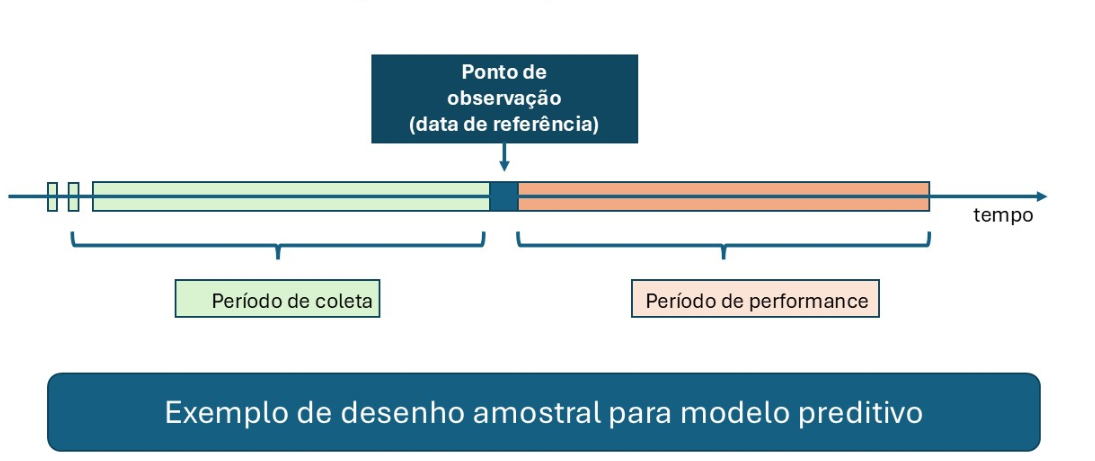 Ponto de
observação
(data de referência)
tempo
Período de coleta
Período de performance
Exemplo de desenho amostral para modelo preditivo